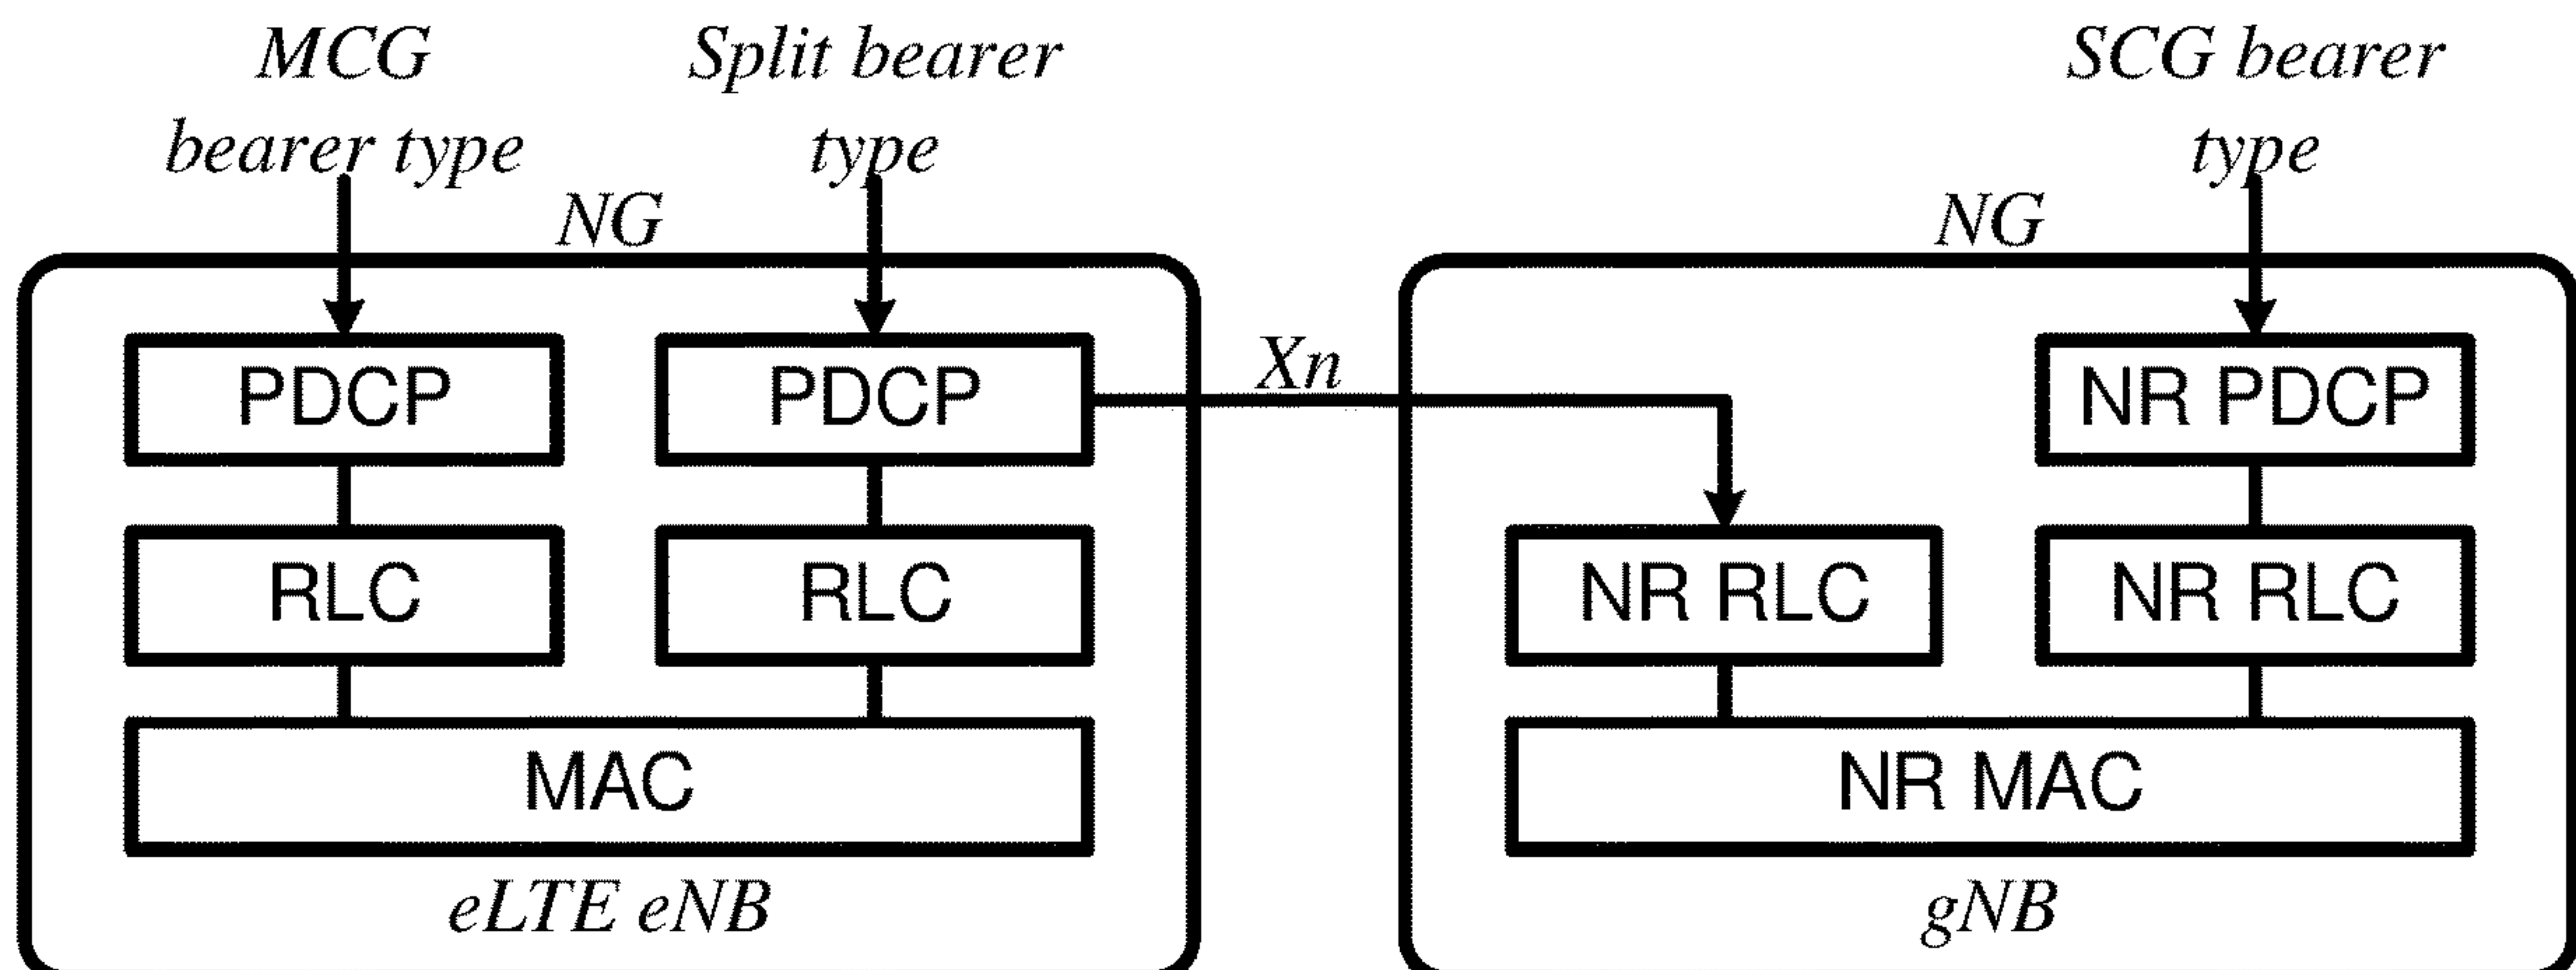 MCG
bearer type
Split bearer
type
SCG bearer
type
NG
NG
Xn
PDCP
PDCP
NR PDCP
RLC
RLC
NR RLC
NR RLC
MAC
NR MAC
eLTE eNB
gNB